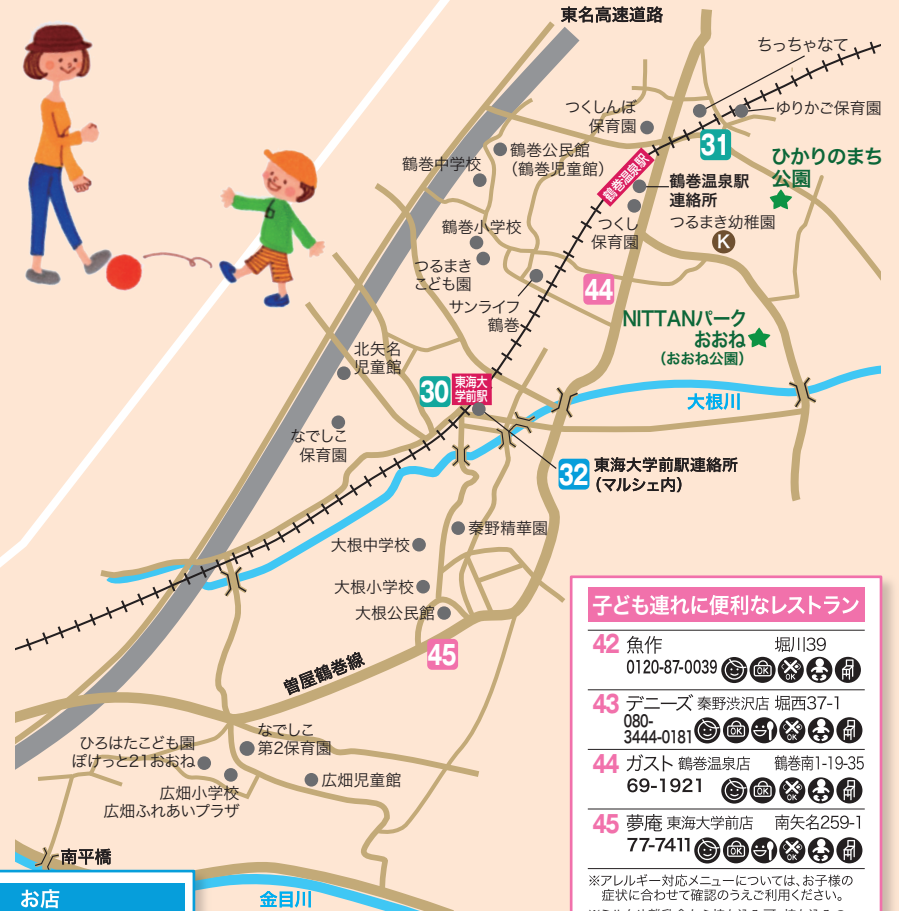 東名高速道路
ちっちゃなて
つくしんぼ
保育園
ゆりかご保育園
31
鶴巻公民館
(鶴巻児童館)
鶴巻中学校
鶴巻温泉駅
ひかりのまち
公園
鶴巻温泉駅
連絡所
つくし
保育園
つるまき幼稚園
K
鶴巻小学校
つるまき
こども園
44
サンライフ
鶴巻
NITTANパーク
おおね
(おおね公園)
北矢名
児童館
30
東海大
学前駅
大根川
なでしこ
保育園
32
東海大学前駅連絡所
(マルシェ内)
秦野精華園
大根中学校
大根小学校
大根公民館
45
曽屋鶴巻線
なでしこ
第2保育園
ひろはたこども園
ぽけっと21おおね
広畑小学校
広畑ふれあいプラザ
広畑児童館
南平橋
金目川
お店
子ども連れに便利なレストラン
42 魚作 堀川39
0120-87-0039 OK OK
43 デニーズ 秦野渋沢店 堀西37-1
080-
3444-0181 OK OK
44 ガスト 鶴巻温泉店 鶴巻南1-19-35
69-1921 OK OK
45 夢庵 東海大学前店 南矢名259-1
77-7411 OK OK
※アレルギー対応メニューについては、お子様の
症状に合わせて確認のうえご利用ください。